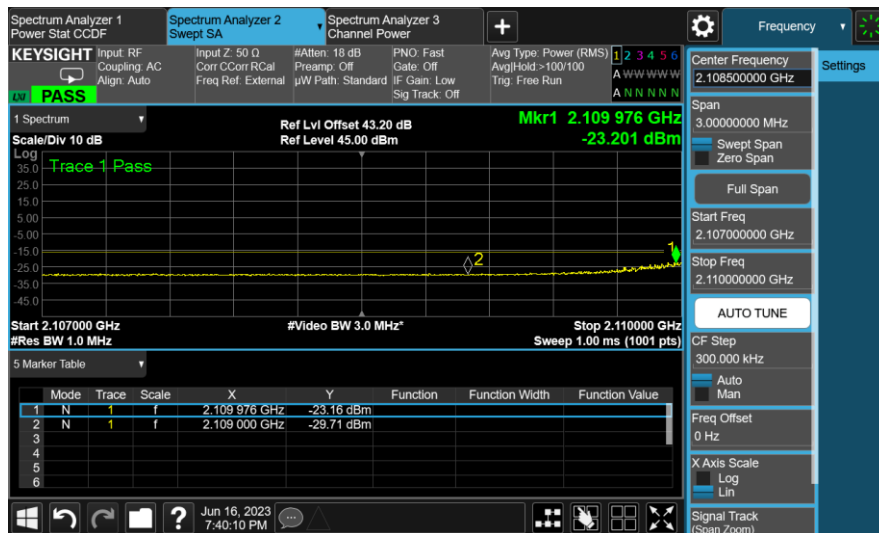 Spectrum Analyzer 1
Power Stat CCDF
Spectrum Analyzer 2
Swept SA
Spectrum Analyzer 3
Channel Power
Frequency
KEYSIGHT
LXI
PASS
Input: RF
Coupling: AC
Align: Auto
Input Z: 50 Ω
Corr CCorr RCal
Freq Ref: External
#Atten: 18 dB
Preamp: Off
µW Path: Standard
PNO: Fast
Gate: Off
IF Gain: Low
Sig Track: Off
Avg Type: Power (RMS)
Avg|Hold:>100/100
Trig: Free Run
1 2 3 4 5 6
A W W W W W
A N N N N N
1 Spectrum
Scale/Div 10 dB
Ref Lvl Offset 43.20 dB
Ref Level 45.00 dBm
Mkr1 2.109 976 GHz
-23.201 dBm
Log
Trace 1 Pass
35.0
25.0
15.0
5.00
-5.00
-15.0
-25.0
-35.0
-45.0
1
2
Start 2.107000 GHz
#Res BW 1.0 MHz
#Video BW 3.0 MHz*
Stop 2.110000 GHz
Sweep 1.00 ms (1001 pts)
5 Marker Table
Mode Trace Scale X Y Function Function Width Function Value
1 N 1 f 2.109 976 GHz -23.16 dBm
2 N 1 f 2.109 000 GHz -29.71 dBm
3
4
5
6
Jun 16, 2023
7:40:10 PM
Center Frequency
2.108500000 GHz
Span
3.00000000 MHz
Swept Span
Zero Span
Full Span
Start Freq
2.107000000 GHz
Stop Freq
2.110000000 GHz
AUTO TUNE
CF Step
300.000 kHz
Auto
Man
Freq Offset
0 Hz
X Axis Scale
Log
Lin
Signal Track
(Span Zoom)
Settings